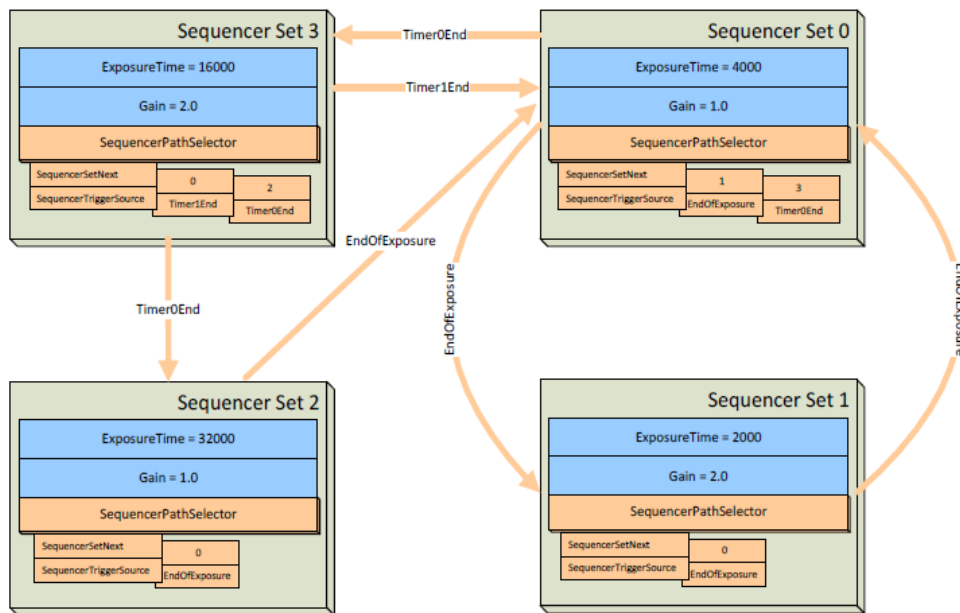 Sequencer Set 3
ExposureTime = 16000
Gain = 2.0
SequencerPathSelector
SequencerSetNext
0
2
SequencerTriggerSource
Timer1End
Timer0End
Timer0End
Timer1End
Sequencer Set 0
ExposureTime = 4000
Gain = 1.0
SequencerPathSelector
SequencerSetNext
1
3
SequencerTriggerSource
EndOfExposure
Timer0End
EndOfExposure
Timer0End
EndOfExposure
EndOfExposure
Sequencer Set 2
ExposureTime = 32000
Gain = 1.0
SequencerPathSelector
SequencerSetNext
0
SequencerTriggerSource
EndOfExposure
Sequencer Set 1
ExposureTime = 2000
Gain = 2.0
SequencerPathSelector
SequencerSetNext
0
SequencerTriggerSource
EndOfExposure